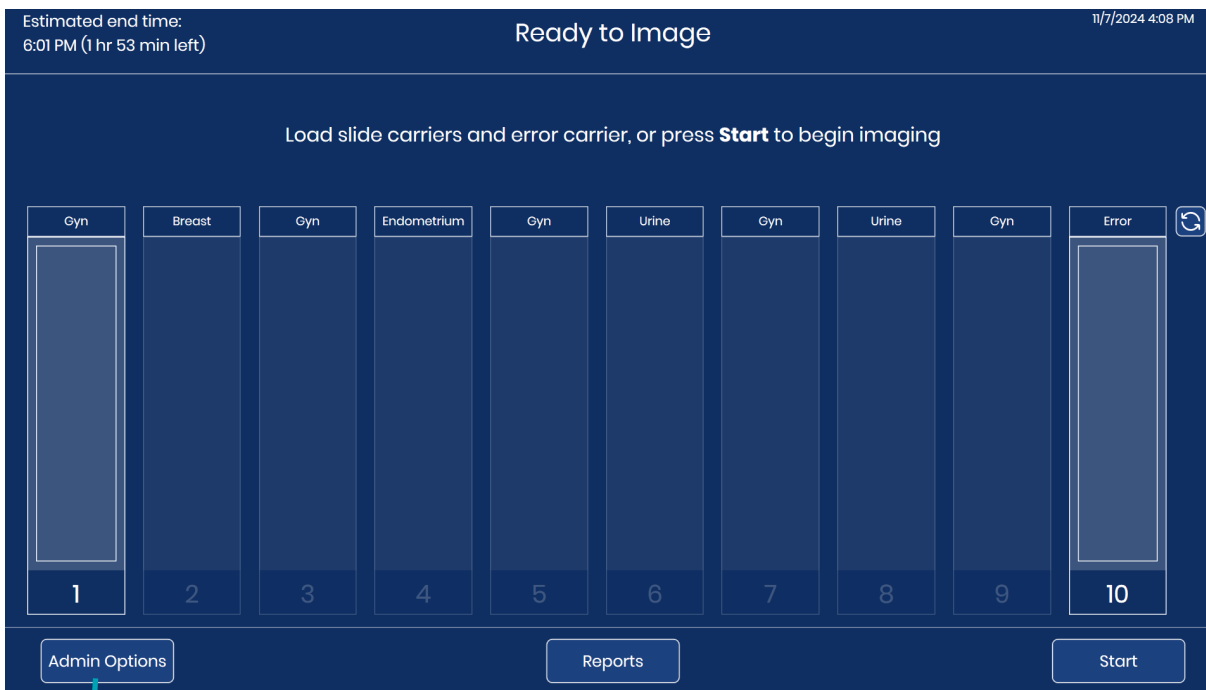 Estimated end time:
6:01 PM (1 hr 53 min left)
Ready to Image
11/7/2024 4:08 PM
Load slide carriers and error carrier, or press Start to begin imaging
Gyn Breast Gyn Endometrium Gyn Urine Gyn Urine Gyn Error
1 2 3 4 5 6 7 8 9 10
Admin Options Reports Start